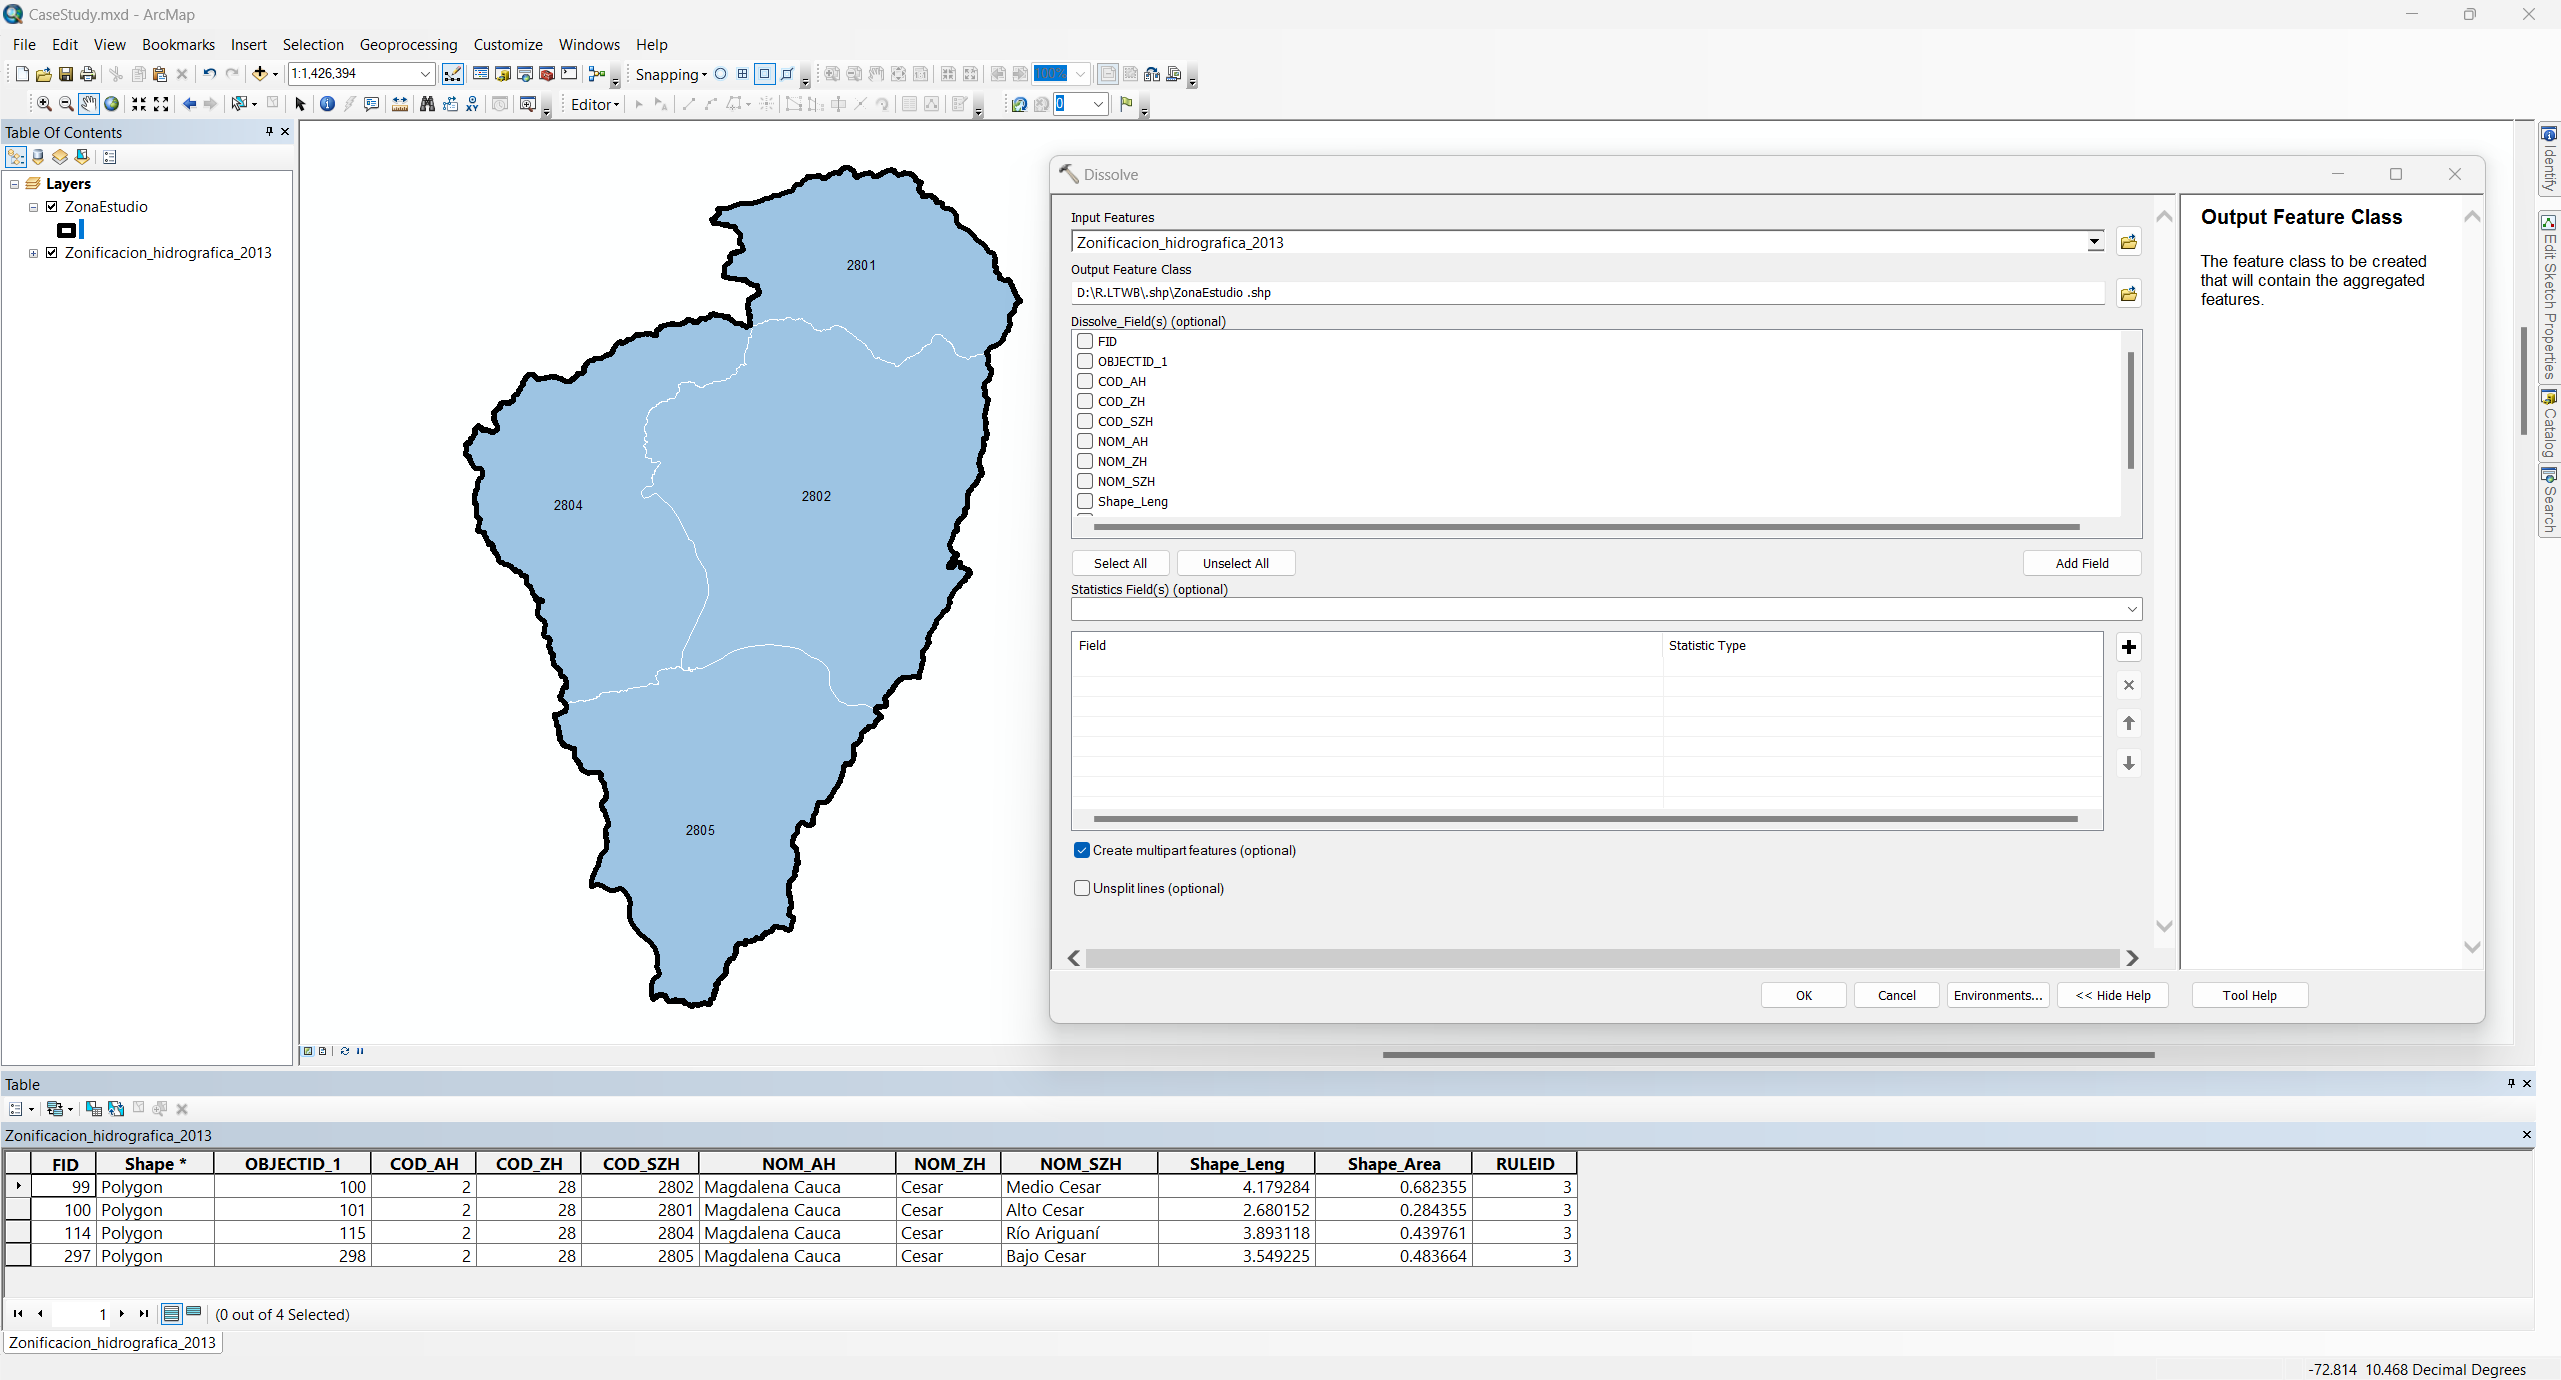 CaseStudy.mxd - ArcMap
File Edit View Bookmarks Insert Selection Geoprocessing Customize Windows Help
1:1,426,394
Snapping
100%
Editor
0
Table Of Contents
Layers
ZonaEstudio
Zonificacion_hidrografica_2013
2801
2804
2802
2805
Dissolve
Input Features
Zonificacion_hidrografica_2013
Output Feature Class
D:\R.LTWB\.shp\ZonaEstudio .shp
Dissolve_Field(s) (optional)
FID
OBJECTID_1
COD_AH
COD_ZH
COD_SZH
NOM_AH
NOM_ZH
NOM_SZH
Shape_Leng
Select All Unselect All Add Field
Statistics Field(s) (optional)
Field Statistic Type
Create multipart features (optional)
Unsplit lines (optional)
OK Cancel Environments... << Hide Help Tool Help
Output Feature Class
The feature class to be created
that will contain the aggregated
features.
Identify
Edit Sketch Properties
Catalog
Search
Table
Zonificacion_hidrografica_2013
FID Shape * OBJECTID_1 COD_AH COD_ZH COD_SZH NOM_AH NOM_ZH NOM_SZH Shape_Leng Shape_Area RULEID
99 Polygon 100 2 28 2802 Magdalena Cauca Cesar Medio Cesar 4.179284 0.682355 3
100 Polygon 101 2 28 2801 Magdalena Cauca Cesar Alto Cesar 2.680152 0.284355 3
114 Polygon 115 2 28 2804 Magdalena Cauca Cesar Río Ariguaní 3.893118 0.439761 3
297 Polygon 298 2 28 2805 Magdalena Cauca Cesar Bajo Cesar 3.549225 0.483664 3
1 (0 out of 4 Selected)
Zonificacion_hidrografica_2013
-72.814 10.468 Decimal Degrees